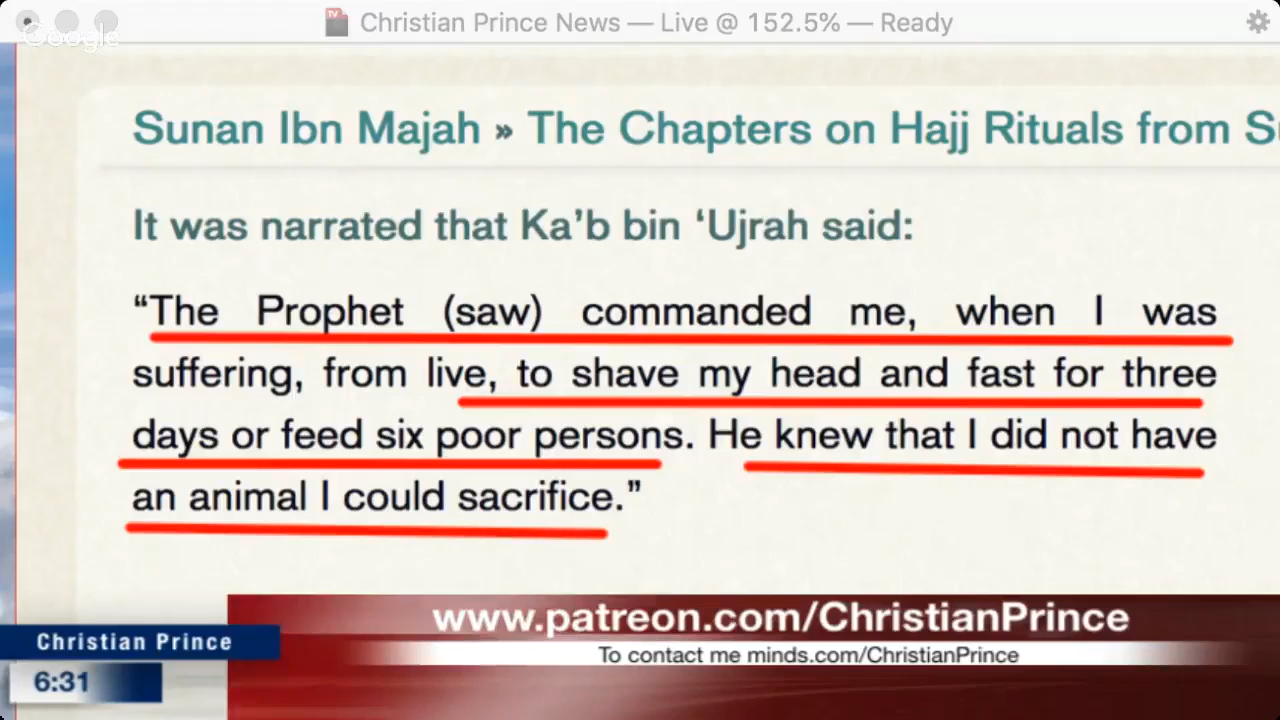 Christian Prince News — Live @ 152.5% — Ready
Google
Sunan Ibn Majah » The Chapters on Hajj Rituals from S
It was narrated that Ka’b bin ‘Ujrah said:
“The Prophet (saw) commanded me, when I was
suffering, from live, to shave my head and fast for three
days or feed six poor persons. He knew that I did not have
an animal I could sacrifice.”
www.patreon.com/ChristianPrince
Christian Prince
To contact me minds.com/ChristianPrince
6:31